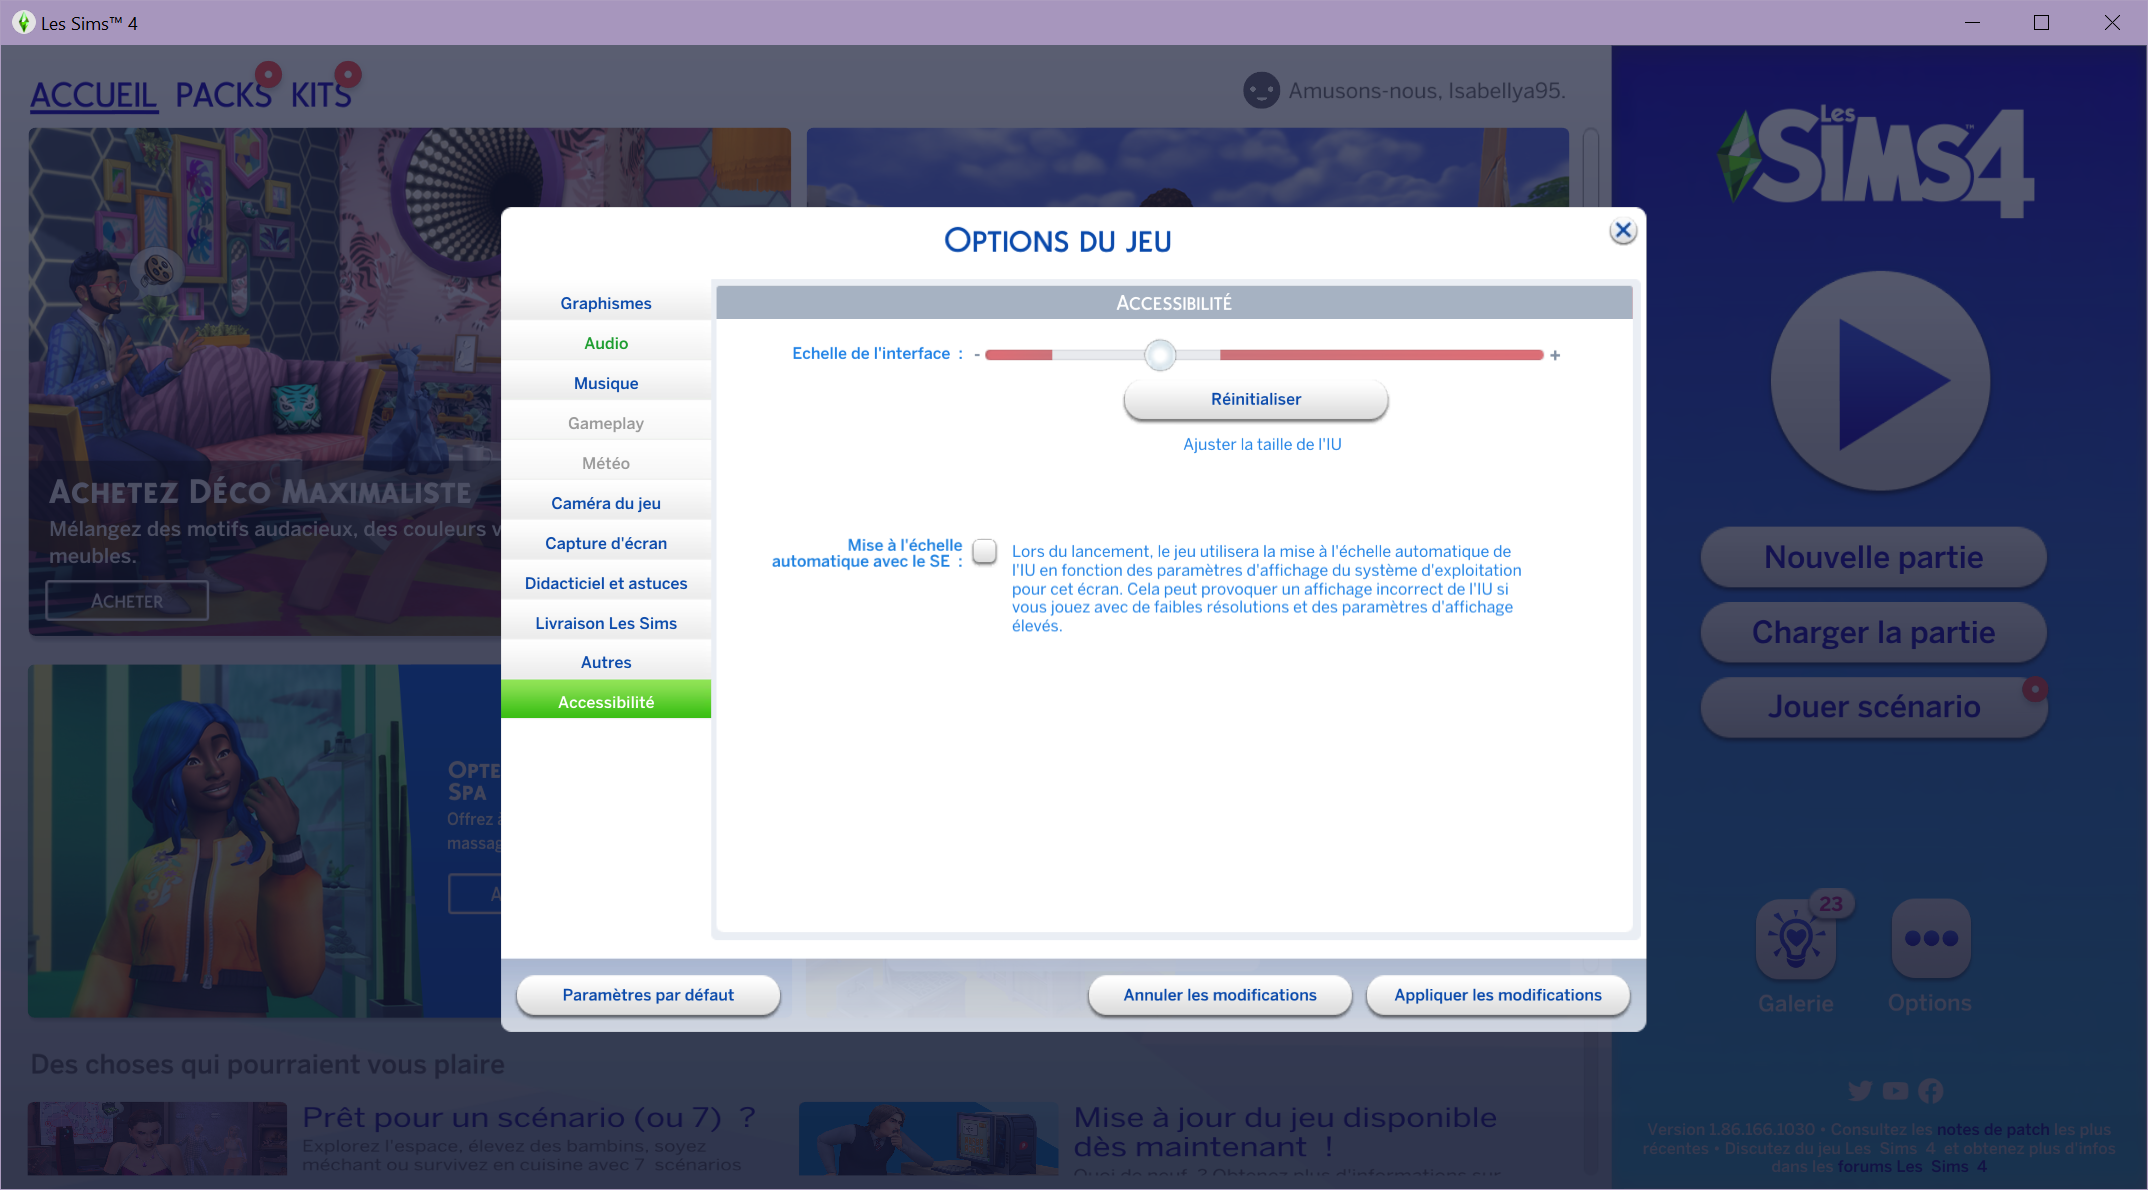 Les Sims™ 4
ACCUEIL PACKS KITS
Amusons-nous, Isabellya95.
LES SIMS 4
ACHETEZ DÉCO MAXIMALISTE
Mélangez des motifs audacieux, des couleurs
meubles.
ACHETER
OPTIONS DU JEU
Graphismes
Audio
Musique
Gameplay
Météo
Caméra du jeu
Capture d'écran
Didacticiel et astuces
Livraison Les Sims
Autres
Accessibilité
ACCESSIBILITÉ
Echelle de l'interface : - +
Réinitialiser
Ajuster la taille de l'IU
Mise à l'échelle
automatique avec le SE :
Lors du lancement, le jeu utilisera la mise à l'échelle automatique de
l'IU en fonction des paramètres d'affichage du système d'exploitation
pour cet écran. Cela peut provoquer un affichage incorrect de l'IU si
vous jouez avec de faibles résolutions et des paramètres d'affichage
élevés.
Paramètres par défaut
Annuler les modifications
Appliquer les modifications
Nouvelle partie
Charger la partie
Jouer scénario
23
Galerie
Options
OPTE
SPA
Offrez
massag
Des choses qui pourraient vous plaire
Prêt pour un scénario (ou 7) ?
Explorez l'espace, élevez des bambins, soyez
méchant ou survivez en cuisine avec 7 scénarios
Mise à jour du jeu disponible
dès maintenant !
Quoi de neuf ? Obtenez plus d'informations sur
Version 1.86.166.1030 • Consultez les notes de patch les plus
récentes • Discutez du jeu Les Sims 4 et obtenez plus d'infos
dans les forums Les Sims 4